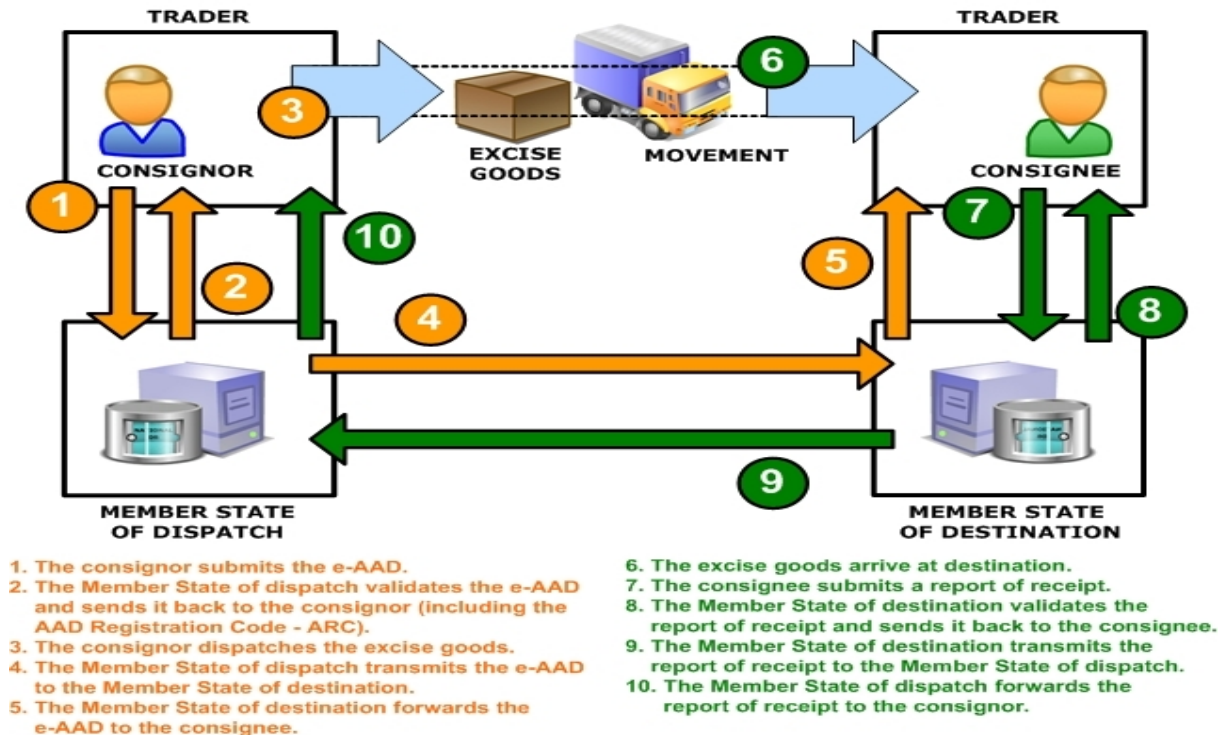 TRADER
TRADER
6
3
EXCISE
GOODS
MOVEMENT
CONSIGNOR
CONSIGNEE
1
7
10
2
5
8
4
9
MEMBER STATE
OF DISPATCH
MEMBER STATE
OF DESTINATION
1. The consignor submits the e-AAD.
2. The Member State of dispatch validates the e-AAD
and sends it back to the consignor (including the
AAD Registration Code - ARC).
3. The consignor dispatches the excise goods.
4. The Member State of dispatch transmits the e-AAD
to the Member State of destination.
5. The Member State of destination forwards the
e-AAD to the consignee.
6. The excise goods arrive at destination.
7. The consignee submits a report of receipt.
8. The Member State of destination validates the
report of receipt and sends it back to the consignee.
9. The Member State of destination transmits the
report of receipt to the Member State of dispatch.
10. The Member State of dispatch forwards the
report of receipt to the consignor.